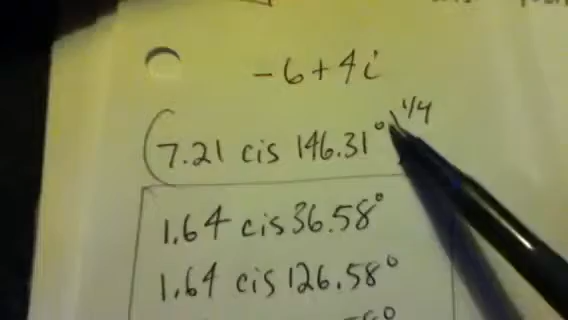 -6+4i
(7.21 cis 146.31°)^1/4
1.64 cis 36.58°
1.64 cis 126.58°